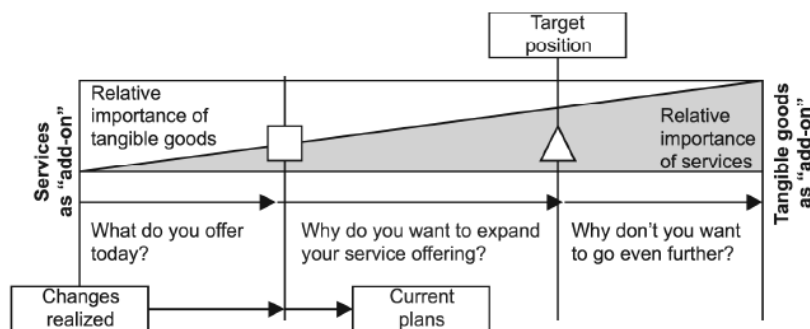 Target
position
Services
as "add-on"
Relative
importance of
tangible goods
Relative
importance
of services
Tangible goods
as "add-on"
What do you offer
today?
Why do you want to expand
your service offering?
Why don't you want
to go even further?
Changes
realized
Current
plans